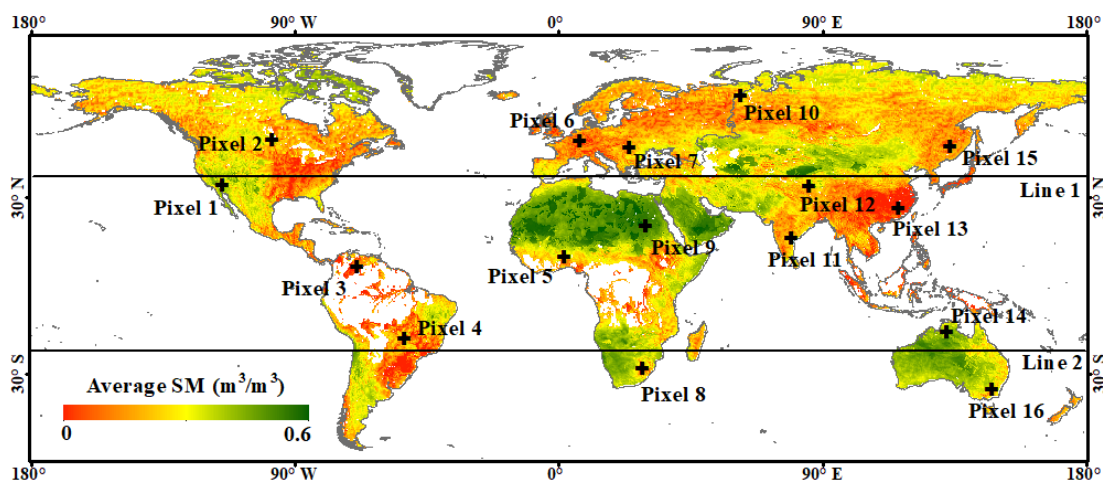 180°
90° W
0°
90° E
180°
Pixel 10
Pixel 6
Pixel 2
Pixel 7
Pixel 15
Line 1
30° N
30° N
Pixel 1
Pixel 12
Pixel 13
Pixel 9
Pixel 11
Pixel 5
Pixel 3
Pixel 14
Pixel 4
Line 2
30° S
30° S
Average SM (m³/m³)
Pixel 8
Pixel 16
0
0.6
180°
90° W
0°
90° E
180°